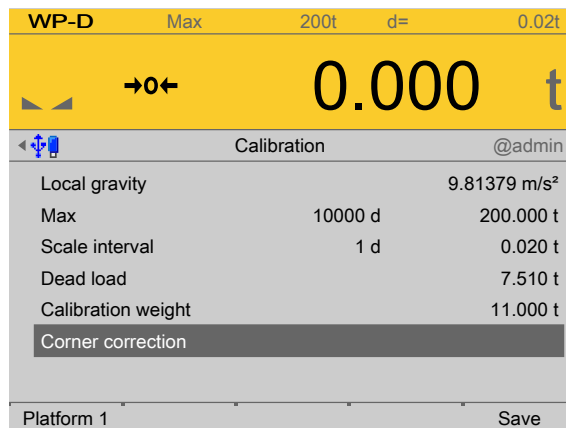 WP-D Max 200t d= 0.02t
→0← 0.000 t
Calibration @admin
Local gravity 9.81379 m/s²
Max 10000 d 200.000 t
Scale interval 1 d 0.020 t
Dead load 7.510 t
Calibration weight 11.000 t
Corner correction
Platform 1 Save